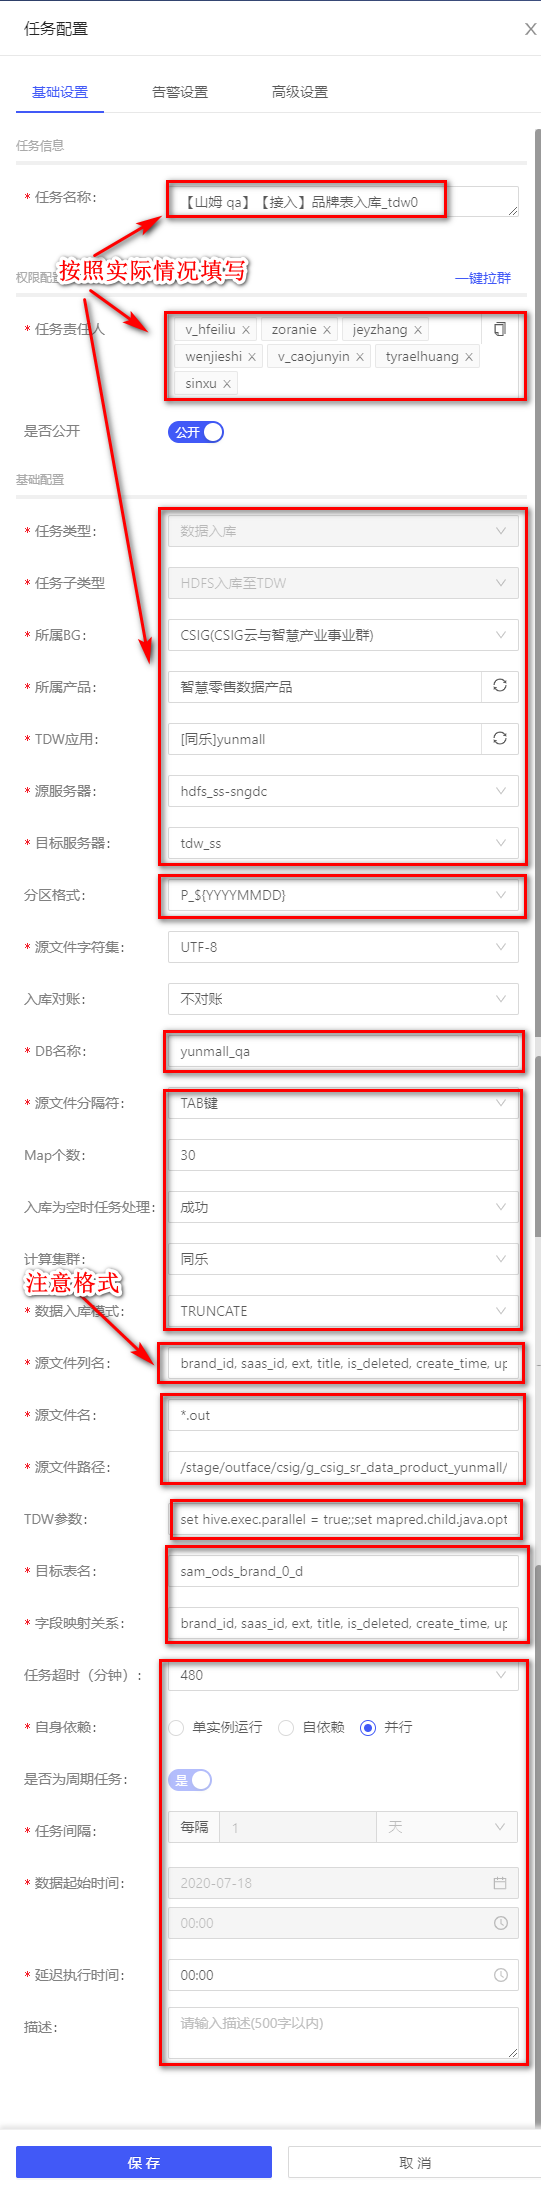 任务配置
基础设置 告警设置 高级设置
任务信息
* 任务名称: 【山姆 qa】【接入】品牌表入库_tdw0
按照实际情况填写
权限配置 一键拉群
* 任务责任人 v_hfeiliu × zoranie × jeyzhang ×
wenjieshi × v_caojunyin × tyraelhuang ×
sinxu ×
是否公开 公开
基础配置
* 任务类型: 数据入库
* 任务子类型 HDFS入库至TDW
* 所属BG: CSIG(CSIG云与智慧产业事业群)
* 所属产品: 智慧零售数据产品
* TDW应用: [同乐]yunmall
* 源服务器: hdfs_ss-sngdc
* 目标服务器: tdw_ss
分区格式: P_${YYYYMMDD}
* 源文件字符集: UTF-8
入库对账: 不对账
* DB名称: yunmall_qa
* 源文件分隔符: TAB键
Map个数: 30
入库为空时任务处理: 成功
计算集群: 同乐
注意格式
* 数据入库模式: TRUNCATE
* 源文件列名: brand_id, saas_id, ext, title, is_deleted, create_time, up
* 源文件名: *.out
* 源文件路径: /stage/outface/csig/g_csig_sr_data_product_yunmall/
TDW参数: set hive.exec.parallel = true;;set mapred.child.java.opt
* 目标表名: sam_ods_brand_0_d
* 字段映射关系: brand_id, saas_id, ext, title, is_deleted, create_time, up
任务超时（分钟）: 480
* 自身依赖: 单实例运行 自依赖 并行
是否为周期任务: 是
* 任务间隔: 每隔 1 天
* 数据起始时间: 2020-07-18
00:00
* 延迟执行时间: 00:00
描述: 请输入描述(500字以内)
保存 取消